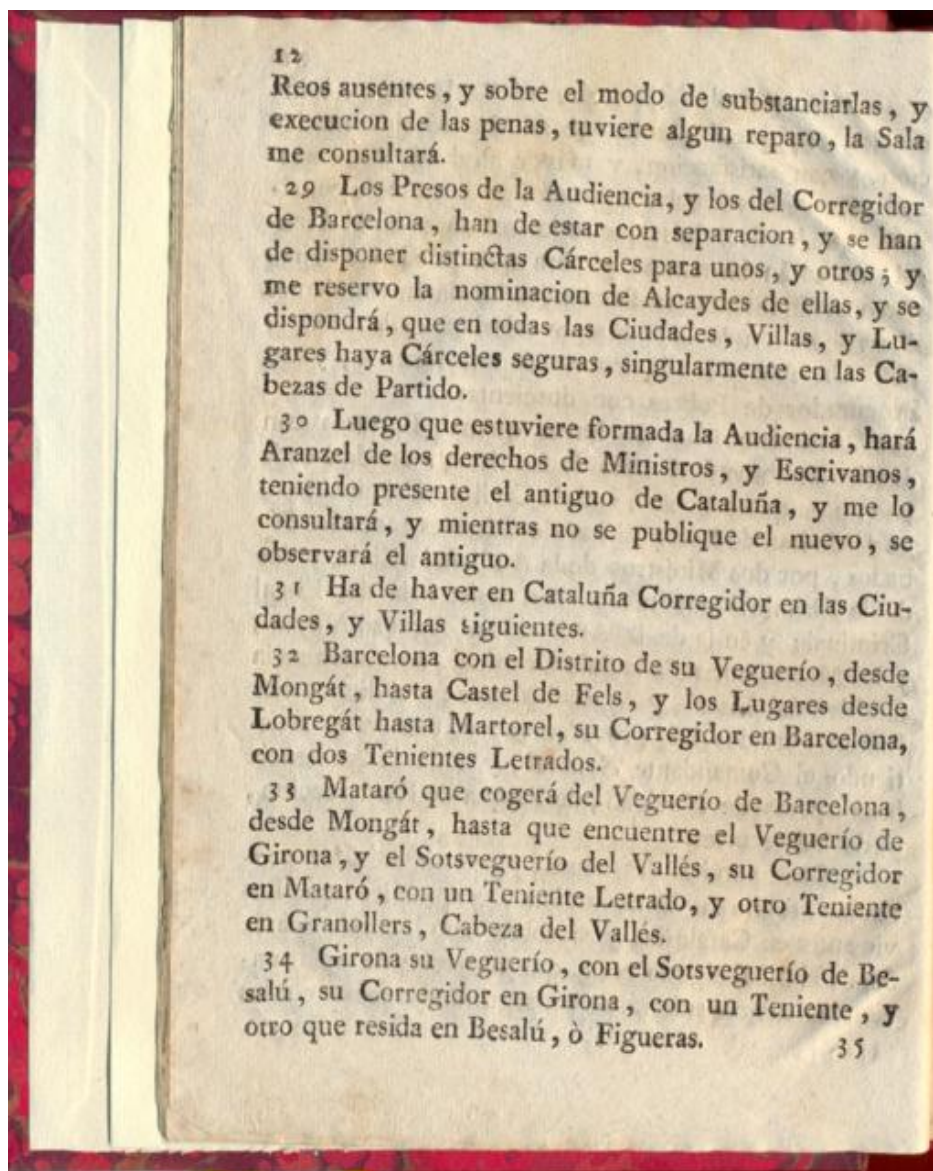 12
Reos ausentes, y sobre el modo de substanciarlas, y
execucion de las penas, tuviere algun reparo, la Sala
me consultará.
29 Los Presos de la Audiencia, y los del Corregidor
de Barcelona, han de estar con separacion, y se han
de disponer distinctas Cárceles para unos, y otros; y
me reservo la nominacion de Alcaydes de ellas, y se
dispondrá, que en todas las Ciudades, Villas, y Lu-
gares haya Cárceles seguras, singularmente en las Ca-
bezas de Partido.
30 Luego que estuviere formada la Audiencia, hará
Aranzel de los derechos de Ministros, y Escrivanos,
teniendo presente el antiguo de Cataluña, y me lo
consultará, y mientras no se publique el nuevo, se
observará el antiguo.
31 Ha de haver en Cataluña Corregidor en las Ciu-
dades, y Villas siguientes.
32 Barcelona con el Distrito de su Veguerío, desde
Mongát, hasta Castel de Fels, y los Lugares desde
Lobregát hasta Martorel, su Corregidor en Barcelona,
con dos Tenientes Letrados.
33 Mataró que cogerá del Veguerío de Barcelona,
desde Mongát, hasta que encuentre el Veguerío de
Girona, y el Sotsveguerío del Vallés, su Corregidor
en Mataró, con un Teniente Letrado, y otro Teniente
en Granollers, Cabeza del Vallés.
34 Girona su Veguerío, con el Sotsveguerío de Be-
salú, su Corregidor en Girona, con un Teniente, y
otro que resida en Besalú, ò Figueras.
35